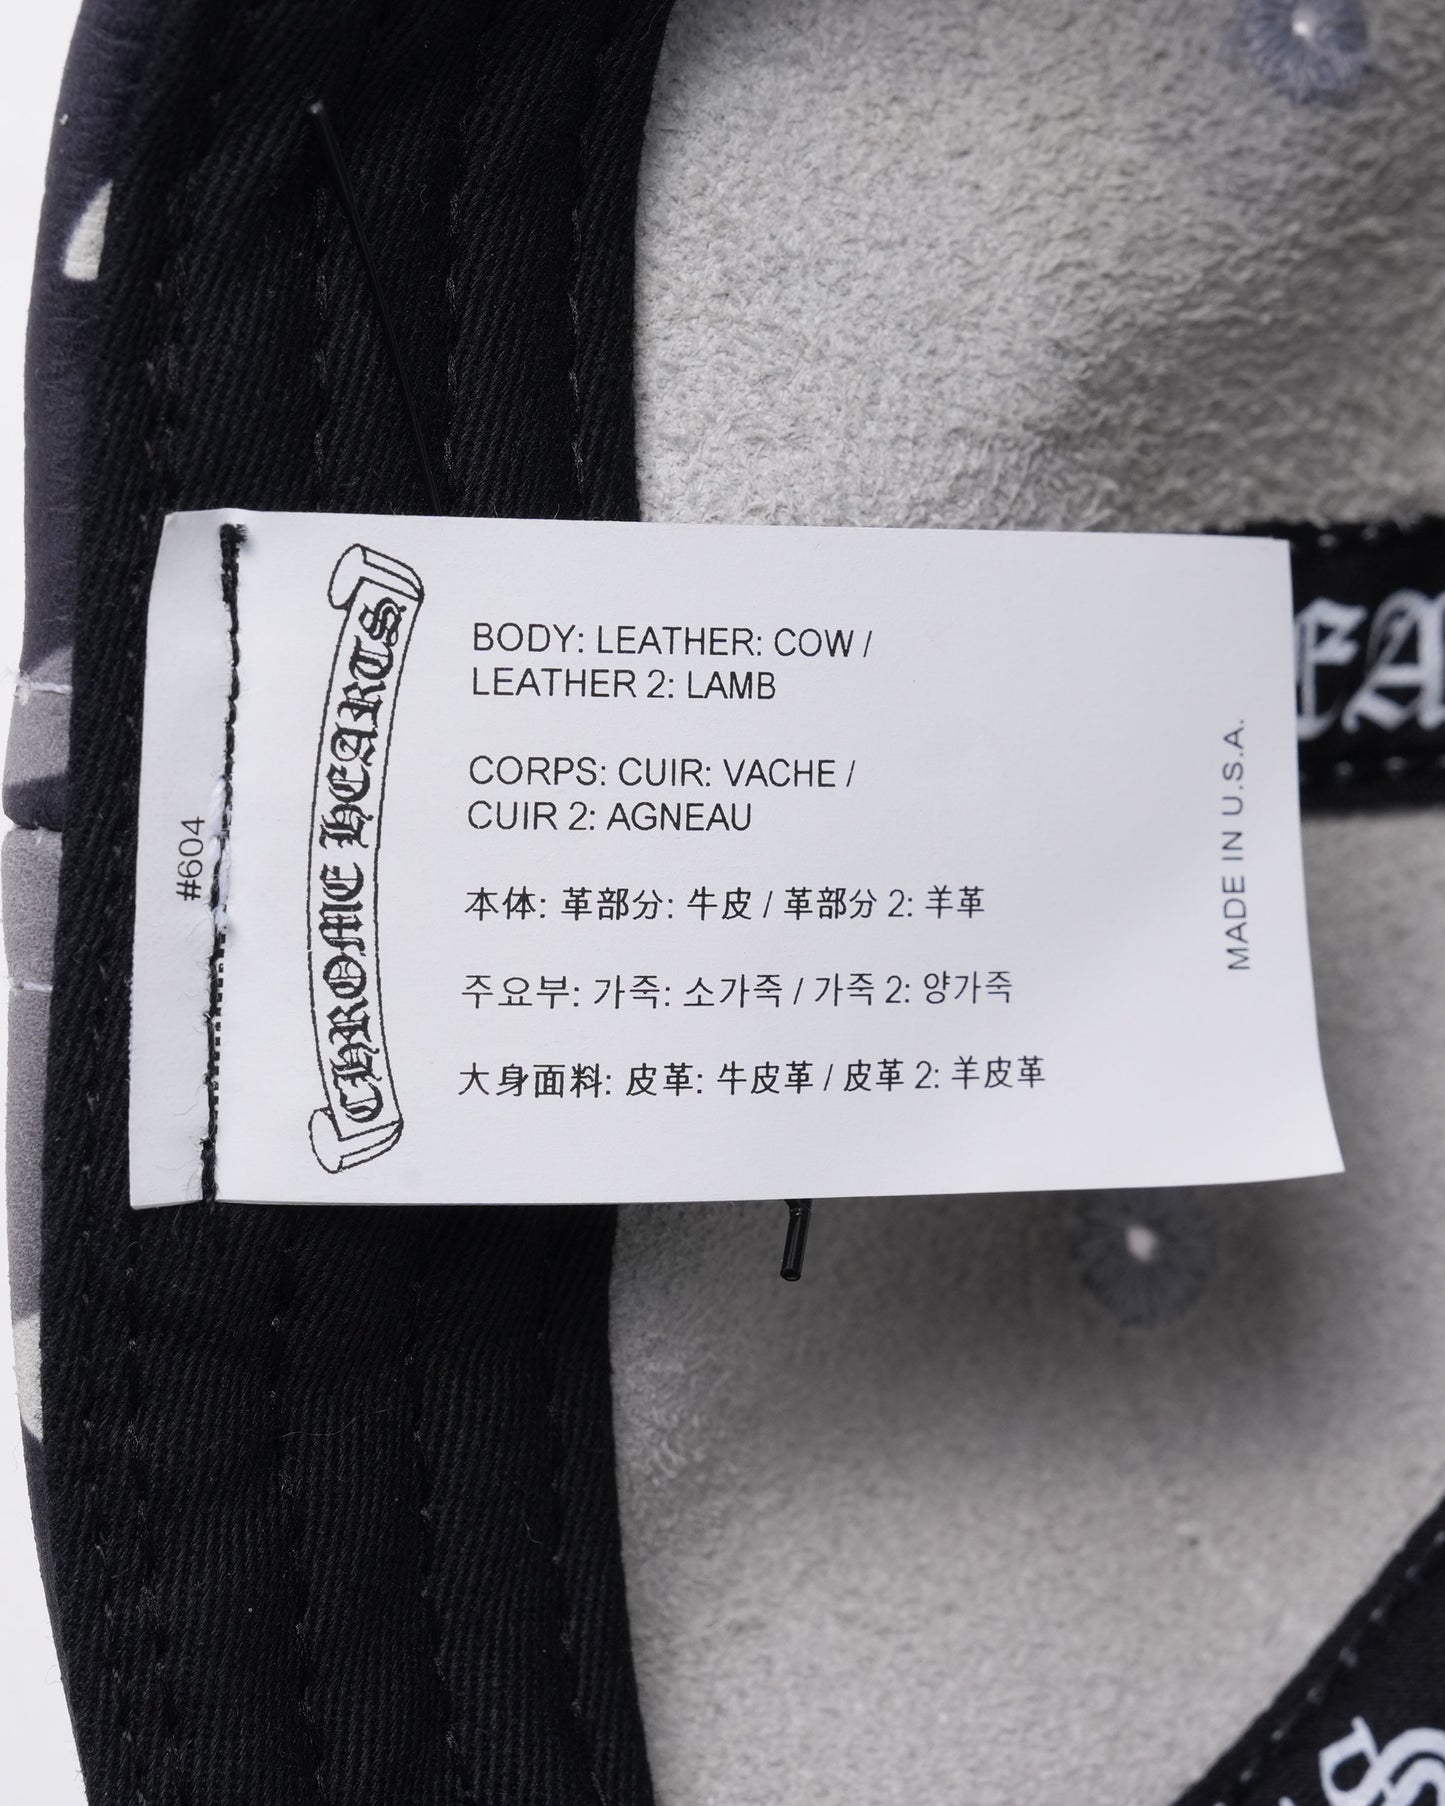 #604
CHROME HEARTS
BODY: LEATHER: COW /
LEATHER 2: LAMB
CORPS: CUIR: VACHE /
CUIR 2: AGNEAU
本体: 革部分: 牛皮 / 革部分 2: 羊革
주요부: 가죽: 소가죽 / 가죽 2: 양가죽
大身面料: 皮革: 牛皮革 / 皮革 2: 羊皮革
MADE IN U.S.A.
EA
S